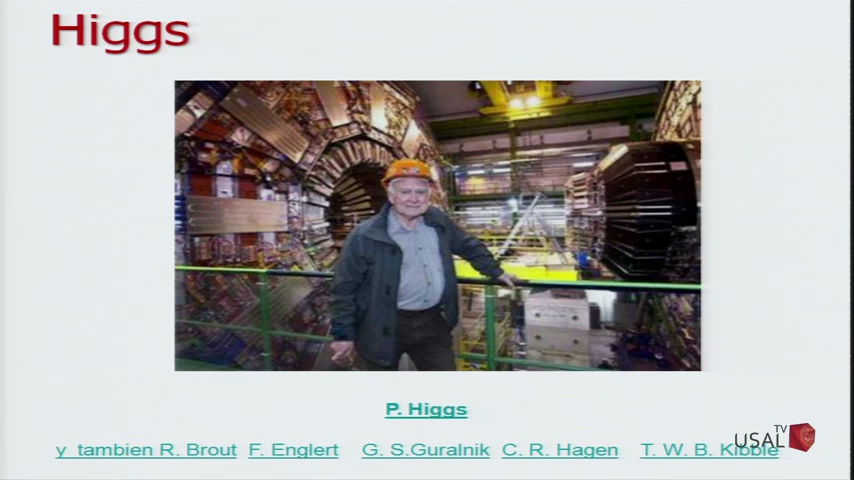 Higgs
P. Higgs
y tambien R. Brout F. Englert G. S.Guralnik C. R. Hagen T. W. B. Kibble
USAL TV